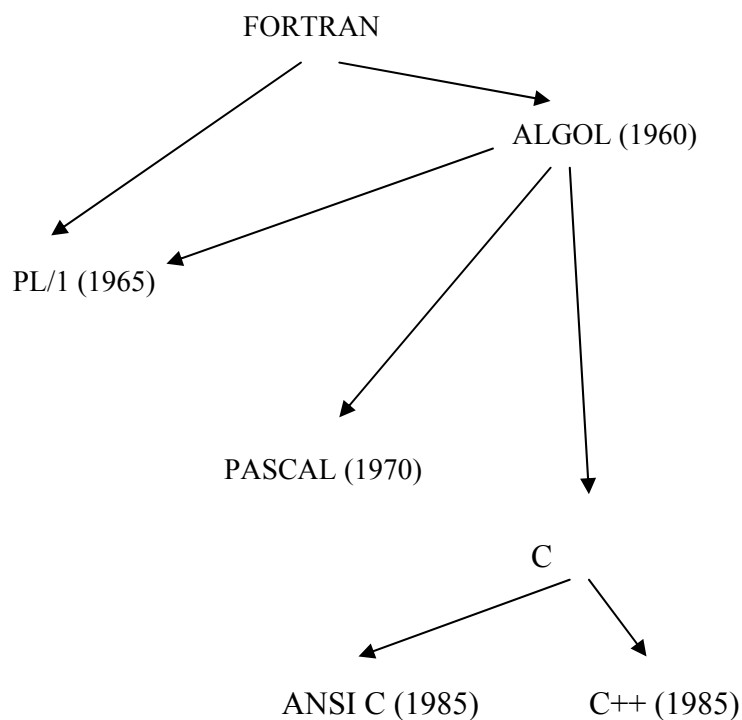 FORTRAN
ALGOL (1960)
PL/1 (1965)
PASCAL (1970)
C
ANSI C (1985)
C++ (1985)